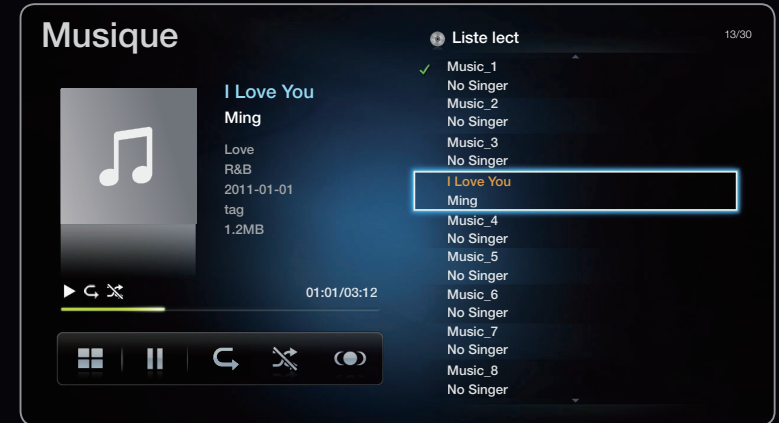 Musique
I Love You
Ming
Love
R&B
2011-01-01
tag
1.2MB
01:01/03:12
Liste lect
13/30
Music_1
No Singer
Music_2
No Singer
Music_3
No Singer
I Love You
Ming
Music_4
No Singer
Music_5
No Singer
Music_6
No Singer
Music_7
No Singer
Music_8
No Singer